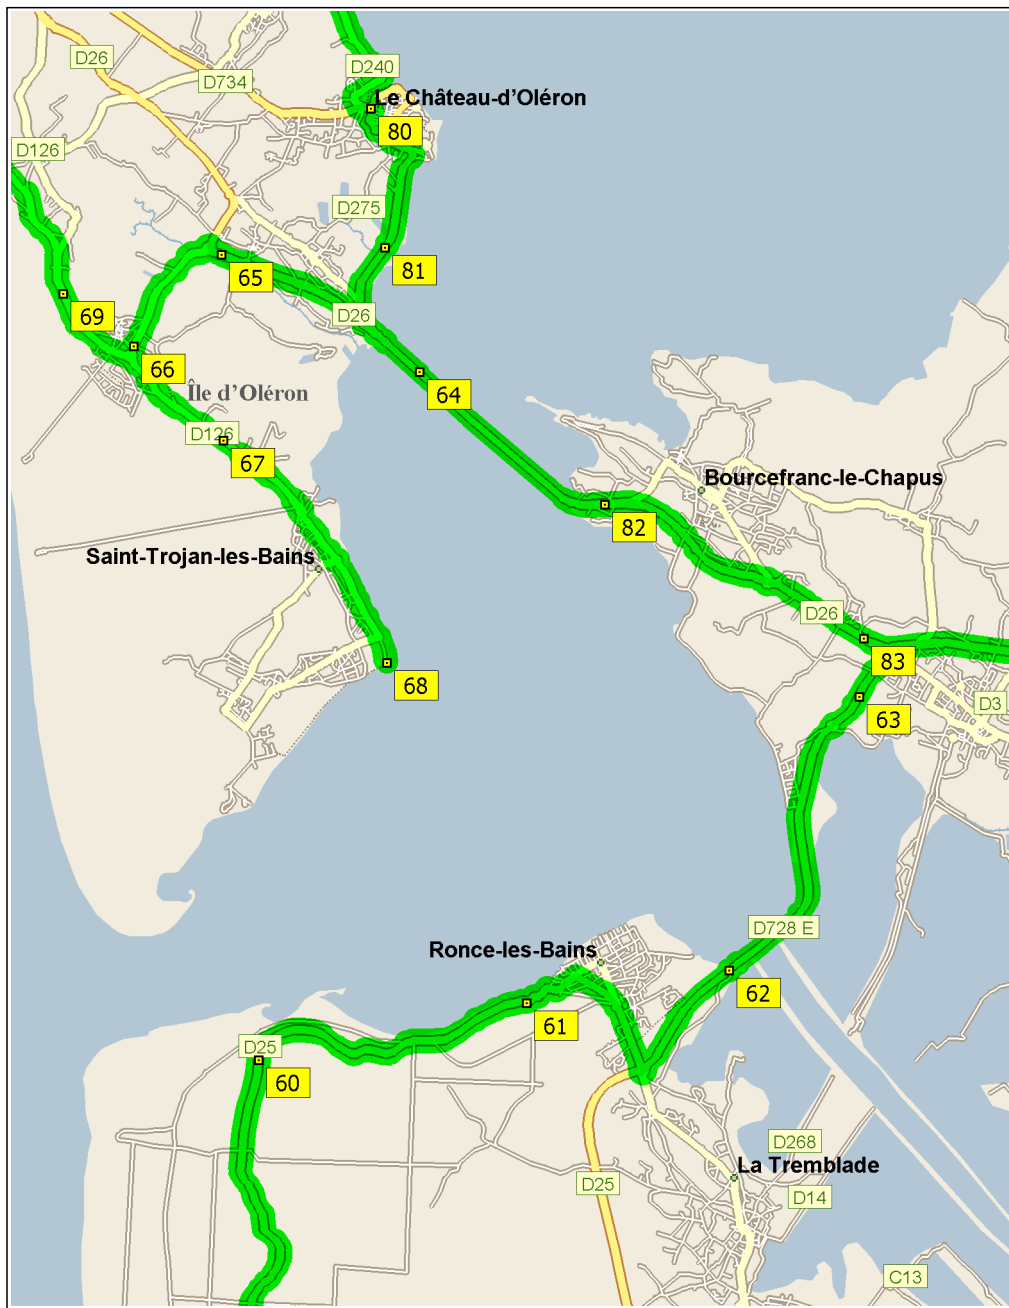 D26
D240
D734
Le Château-d'Oléron
80
D126
D275
65
81
69
D26
66
Île d'Oléron
64
D126
67
Bourcefranc-le-Chapus
82
Saint-Trojan-les-Bains
D26
83
68
D3
63
D728 E
Ronce-les-Bains
62
61
D25
60
D268
La Tremblade
D25
D14
C13